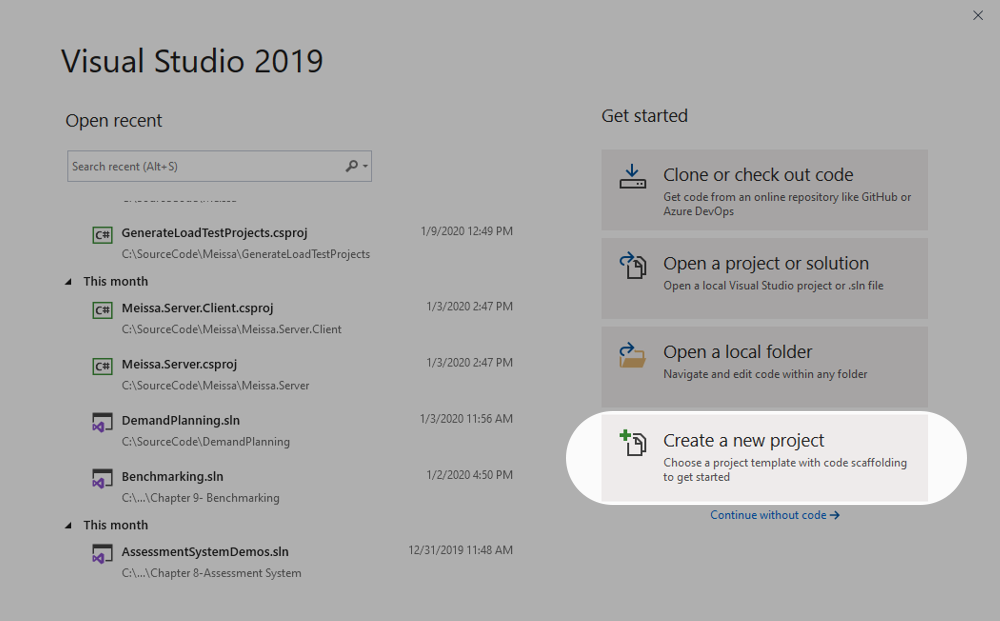 Visual Studio 2019
Open recent
Search recent (Alt+S)
C# GenerateLoadTestProjects.csproj 1/9/2020 12:49 PM
C:\SourceCode\Meissa\GenerateLoadTestProjects
This month
C# Meissa.Server.Client.csproj 1/3/2020 2:47 PM
C:\SourceCode\Meissa\Meissa.Server.Client
C# Meissa.Server.csproj 1/3/2020 2:47 PM
C:\SourceCode\Meissa\Meissa.Server
DemandPlanning.sln 1/3/2020 11:56 AM
C:\SourceCode\DemandPlanning
Benchmarking.sln 1/2/2020 4:50 PM
C:\...\Chapter 9- Benchmarking
This month
AssessmentSystemDemos.sln 12/31/2019 11:48 AM
C:\...\Chapter 8-Assessment System
Get started
Clone or check out code
Get code from an online repository like GitHub or
Azure DevOps
Open a project or solution
Open a local Visual Studio project or .sln file
Open a local folder
Navigate and edit code within any folder
Create a new project
Choose a project template with code scaffolding
to get started
Continue without code →